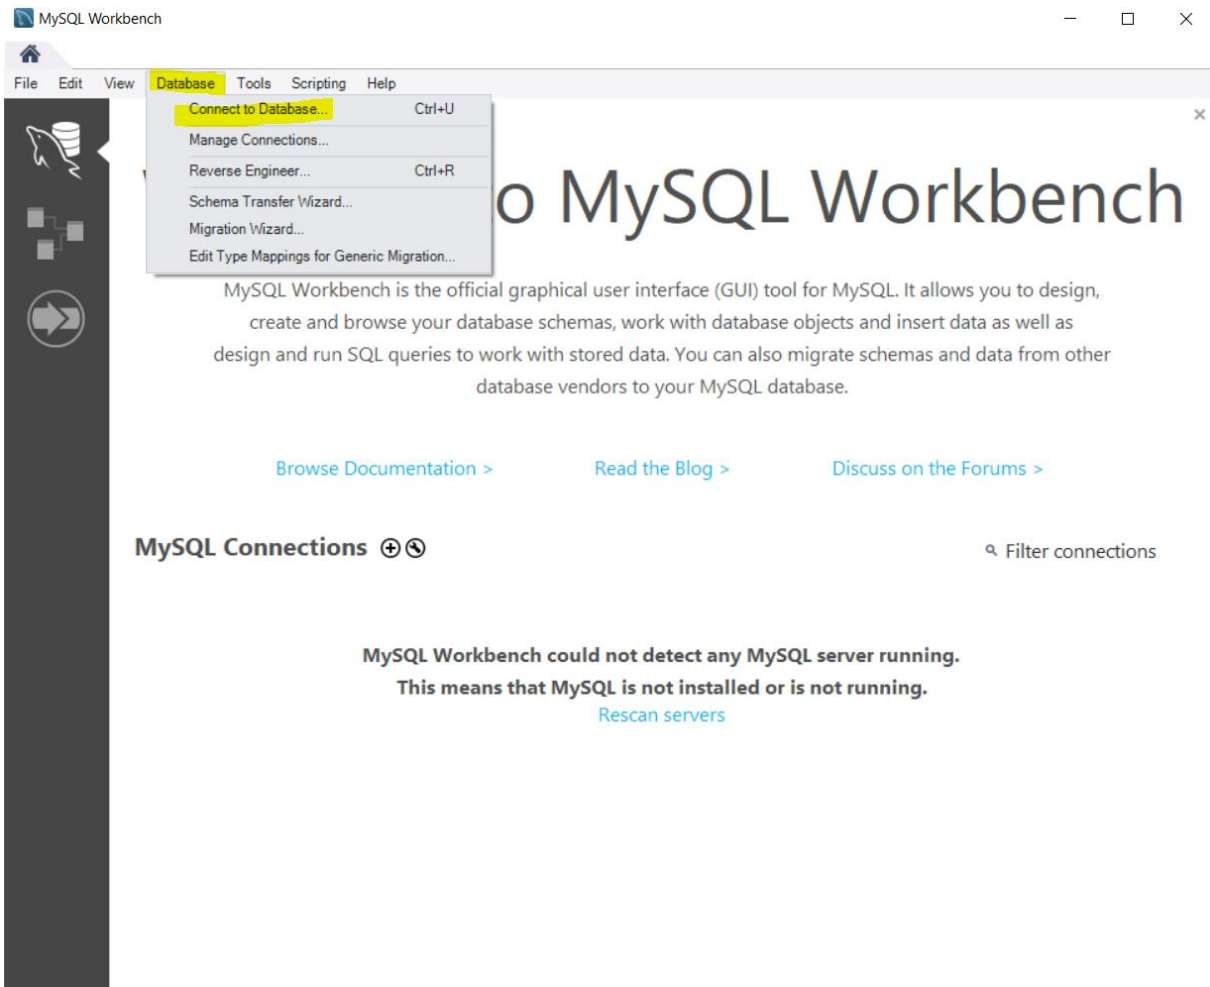 MySQL Workbench
File Edit View Database Tools Scripting Help
Connect to Database... Ctrl+U
Manage Connections...
Reverse Engineer... Ctrl+R
Schema Transfer Wizard...
Migration Wizard...
Edit Type Mappings for Generic Migration...
to MySQL Workbench
MySQL Workbench is the official graphical user interface (GUI) tool for MySQL. It allows you to design,
create and browse your database schemas, work with database objects and insert data as well as
design and run SQL queries to work with stored data. You can also migrate schemas and data from other
database vendors to your MySQL database.
Browse Documentation > Read the Blog > Discuss on the Forums >
MySQL Connections
Filter connections
MySQL Workbench could not detect any MySQL server running.
This means that MySQL is not installed or is not running.
Rescan servers